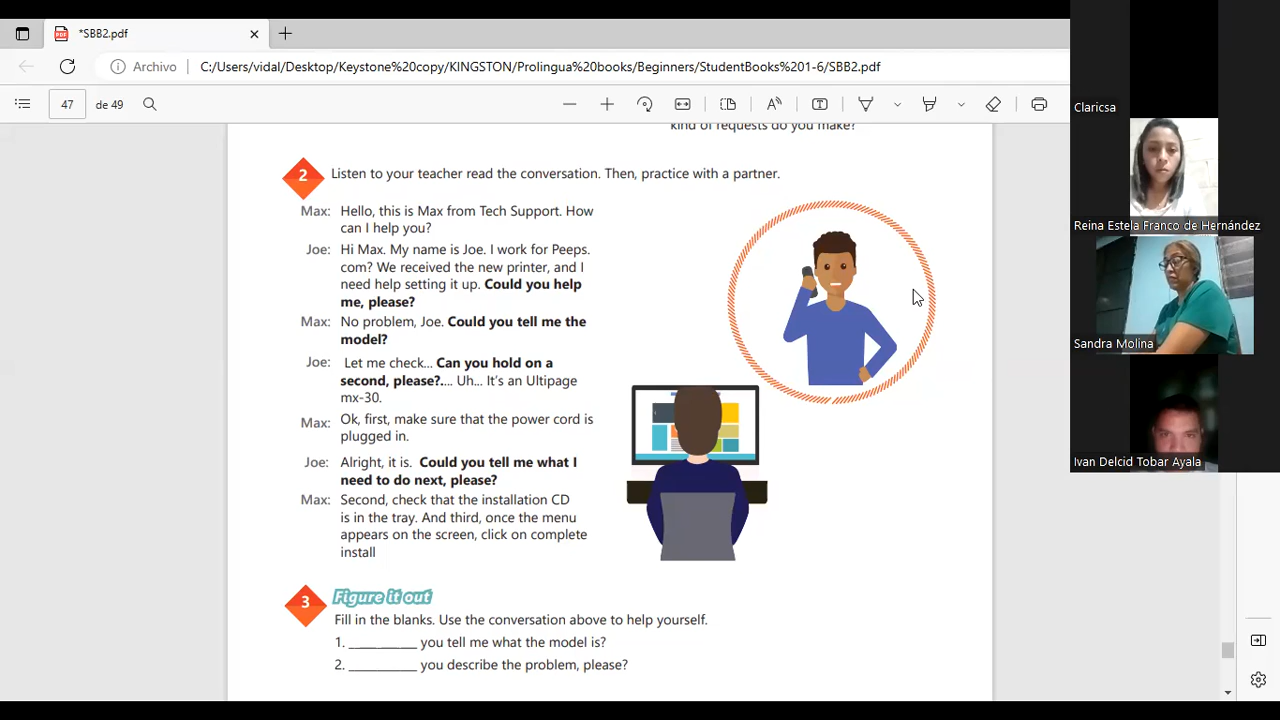 *SBB2.pdf
Archivo
C:/Users/vidal/Desktop/Keystone%20copy/KINGSTON/Prolingua%20books/Beginners/StudentBooks%201-6/SBB2.pdf
47 de 49
kind of requests do you make?
2 Listen to your teacher read the conversation. Then, practice with a partner.
Max: Hello, this is Max from Tech Support. How
can I help you?
Joe: Hi Max. My name is Joe. I work for Peeps.
com? We received the new printer, and I
need help setting it up. Could you help
me, please?
Max: No problem, Joe. Could you tell me the
model?
Joe: Let me check... Can you hold on a
second, please?.... Uh... It's an Ultipage
mx-30.
Max: Ok, first, make sure that the power cord is
plugged in.
Joe: Alright, it is. Could you tell me what I
need to do next, please?
Max: Second, check that the installation CD
is in the tray. And third, once the menu
appears on the screen, click on complete
install
3 Figure it out
Fill in the blanks. Use the conversation above to help yourself.
1. __________ you tell me what the model is?
2. __________ you describe the problem, please?
Claricsa
Reina Estela Franco de Hernández
Sandra Molina
Ivan Delcid Tobar Ayala